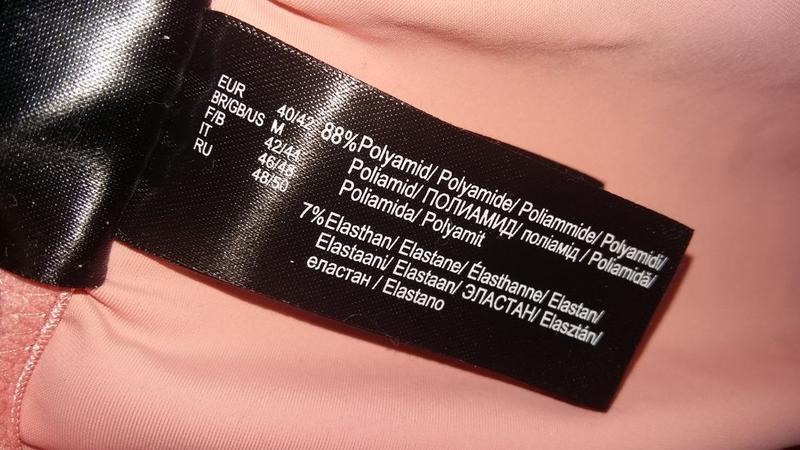 EUR 40/42
BR/GB/US M
F/B 42/44
IT 46/48
RU 48/50
88%Polyamid/ Polyamide/ Poliammide/ Polyamidi/
Poliamid/ ПОЛИАМИД/ поліамід / Poliamidă/
Poliamida/ Polyamit
7%Elasthan/ Elastane/ Élasthanne/ Elastan/
Elastaani/ Elastaan/ ЭЛАСТАН/ Elasztán/
еластан / Elastano